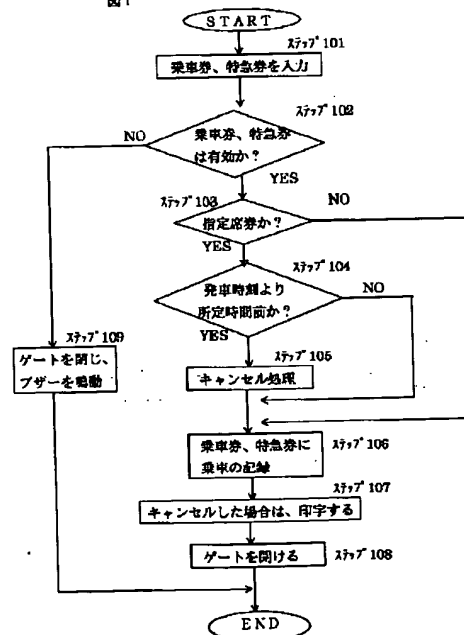 図1
START
ステップ101
乗車券、特急券を入力
ステップ102
乗車券、特急券
は有効か？
NO
YES
ステップ103
指定席券か？
NO
YES
ステップ104
発車時刻より
所定時間前か？
NO
YES
ステップ105
キャンセル処理
ステップ109
ゲートを閉じ、
ブザーを鳴動
乗車券、特急券に
乗車の記録
ステップ106
ステップ107
キャンセルした場合は、印字する
ゲートを開ける
ステップ108
END